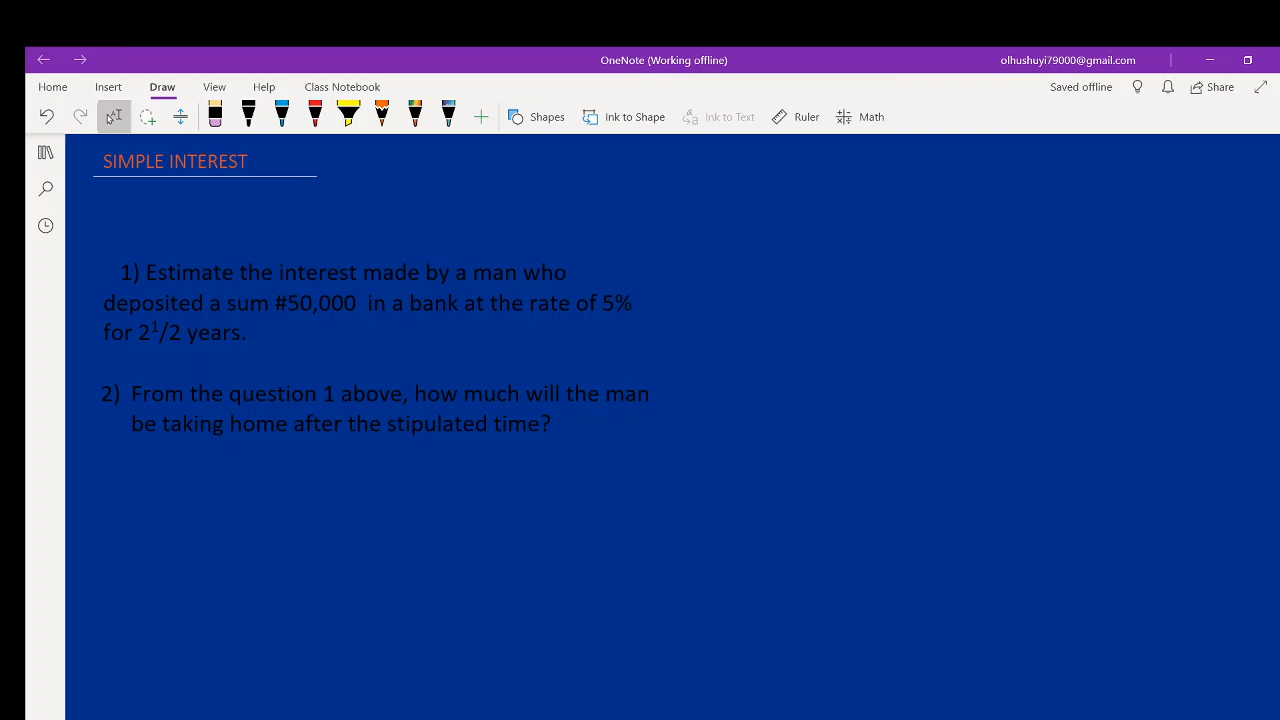 OneNote (Working offline)
olhushuyi79000@gmail.com
Home Insert Draw View Help Class Notebook
Saved offline Share
Shapes Ink to Shape Ink to Text Ruler Math
SIMPLE INTEREST
1) Estimate the interest made by a man who
deposited a sum #50,000 in a bank at the rate of 5%
for 2¹/2 years.
2) From the question 1 above, how much will the man
be taking home after the stipulated time?